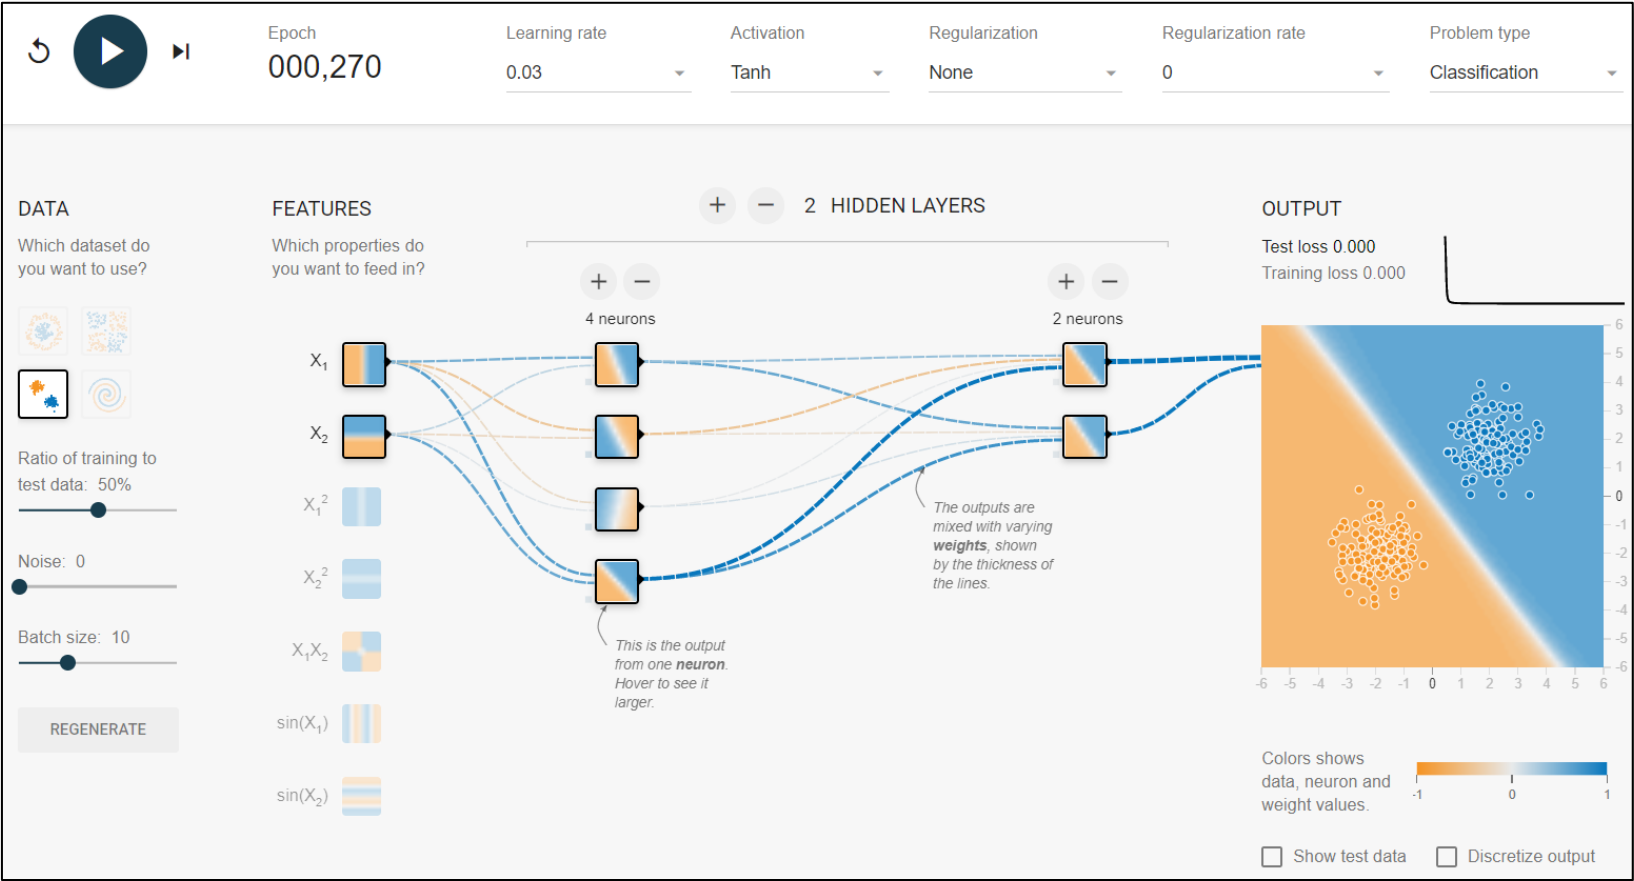 Epoch
000,270
Learning rate
0.03
Activation
Tanh
Regularization
None
Regularization rate
0
Problem type
Classification
DATA
Which dataset do
you want to use?
Ratio of training to
test data: 50%
Noise: 0
Batch size: 10
REGENERATE
FEATURES
Which properties do
you want to feed in?
X₁
X₂
X₁²
X₂²
X₁X₂
sin(X₁)
sin(X₂)
+ − 2 HIDDEN LAYERS
+ −
4 neurons
+ −
2 neurons
This is the output
from one neuron.
Hover to see it
larger.
The outputs are
mixed with varying
weights, shown
by the thickness of
the lines.
OUTPUT
Test loss 0.000
Training loss 0.000
6
5
4
3
2
1
0
-1
-2
-3
-4
-5
-6
-6 -5 -4 -3 -2 -1 0 1 2 3 4 5 6
Colors shows
data, neuron and
weight values.
-1 0 1
Show test data
Discretize output